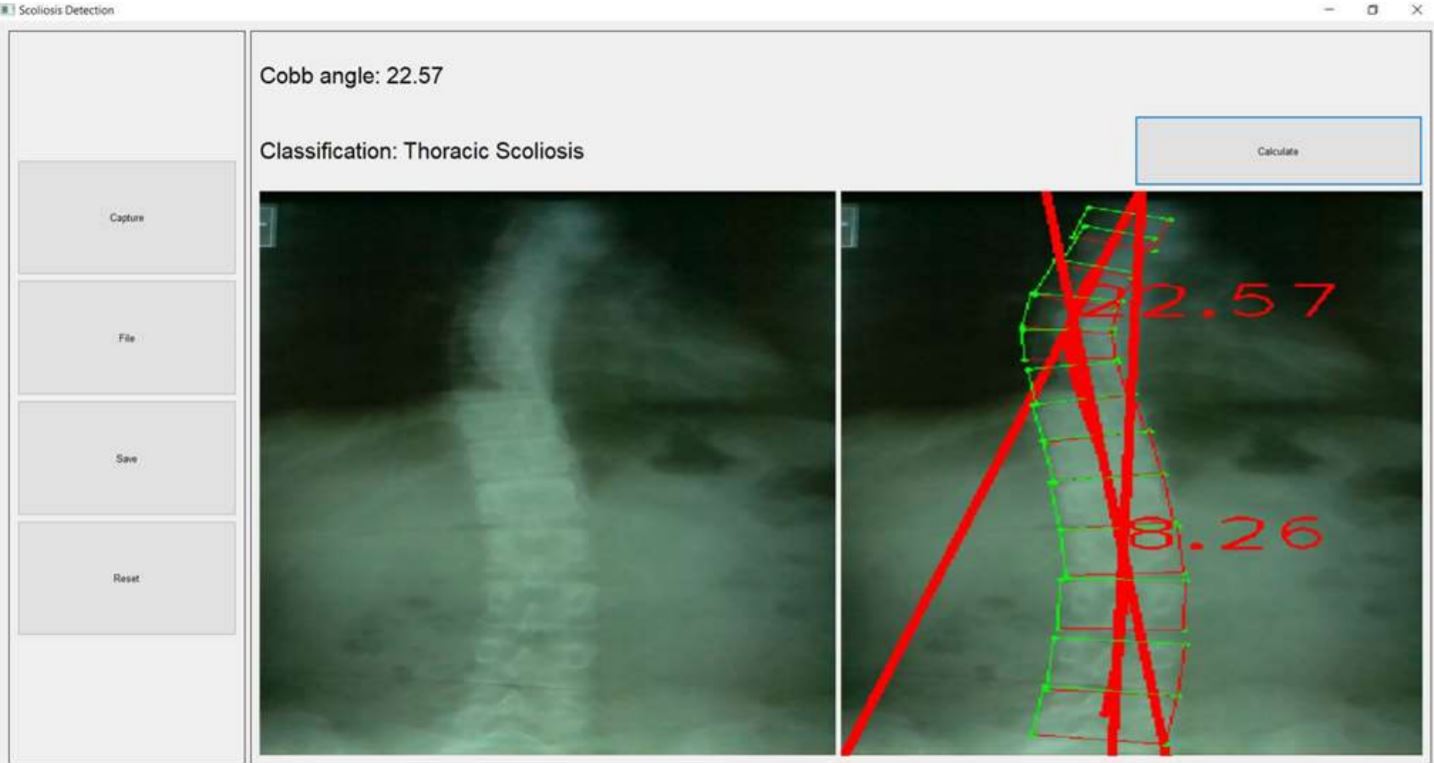 Scoliosis Detection
Cobb angle: 22.57
Classification: Thoracic Scoliosis
Calculate
Capture
File
Save
Reset
22.57
8.26